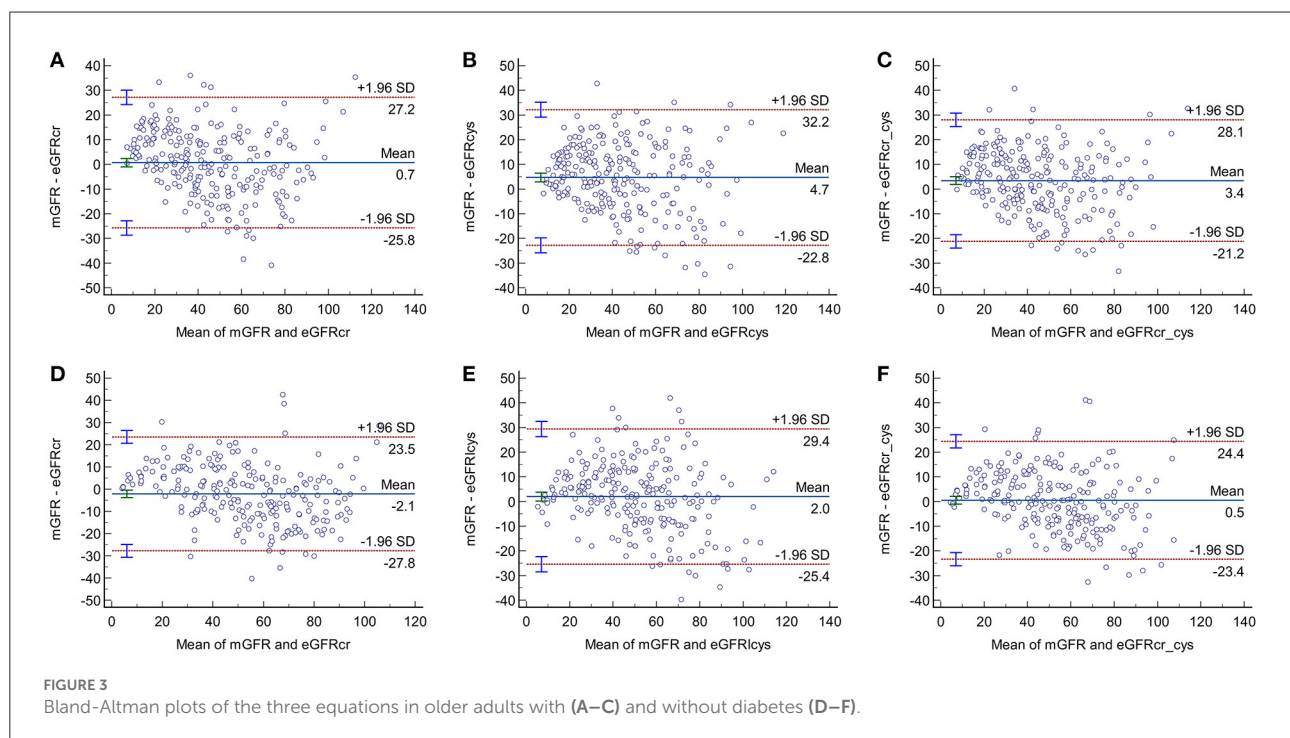 A
mGFR - eGFRcr
40
30
20
10
0
-10
-20
-30
-40
-50
+1.96 SD
27.2
Mean
0.7
-1.96 SD
-25.8
0 20 40 60 80 100 120 140
Mean of mGFR and eGFRcr
B
mGFR - eGFRcys
50
40
30
20
10
0
-10
-20
-30
-40
+1.96 SD
32.2
Mean
4.7
-1.96 SD
-22.8
0 20 40 60 80 100 120 140
Mean of mGFR and eGFRcys
C
mGFR - eGFRcr_cys
50
40
30
20
10
0
-10
-20
-30
-40
+1.96 SD
28.1
Mean
3.4
-1.96 SD
-21.2
0 20 40 60 80 100 120 140
Mean of mGFR and eGFRcr_cys
D
mGFR - eGFRcr
50
40
30
20
10
0
-10
-20
-30
-40
-50
+1.96 SD
23.5
Mean
-2.1
-1.96 SD
-27.8
0 20 40 60 80 100 120
Mean of mGFR and eGFRcr
E
mGFR - eGFRlcys
50
40
30
20
10
0
-10
-20
-30
-40
+1.96 SD
29.4
Mean
2.0
-1.96 SD
-25.4
0 20 40 60 80 100 120 140
Mean of mGFR and eGFRlcys
F
mGFR - eGFRcr_cys
50
40
30
20
10
0
-10
-20
-30
-40
+1.96 SD
24.4
Mean
0.5
-1.96 SD
-23.4
0 20 40 60 80 100 120 140
Mean of mGFR and eGFRcr_cys
FIGURE 3
Bland-Altman plots of the three equations in older adults with (A–C) and without diabetes (D–F).